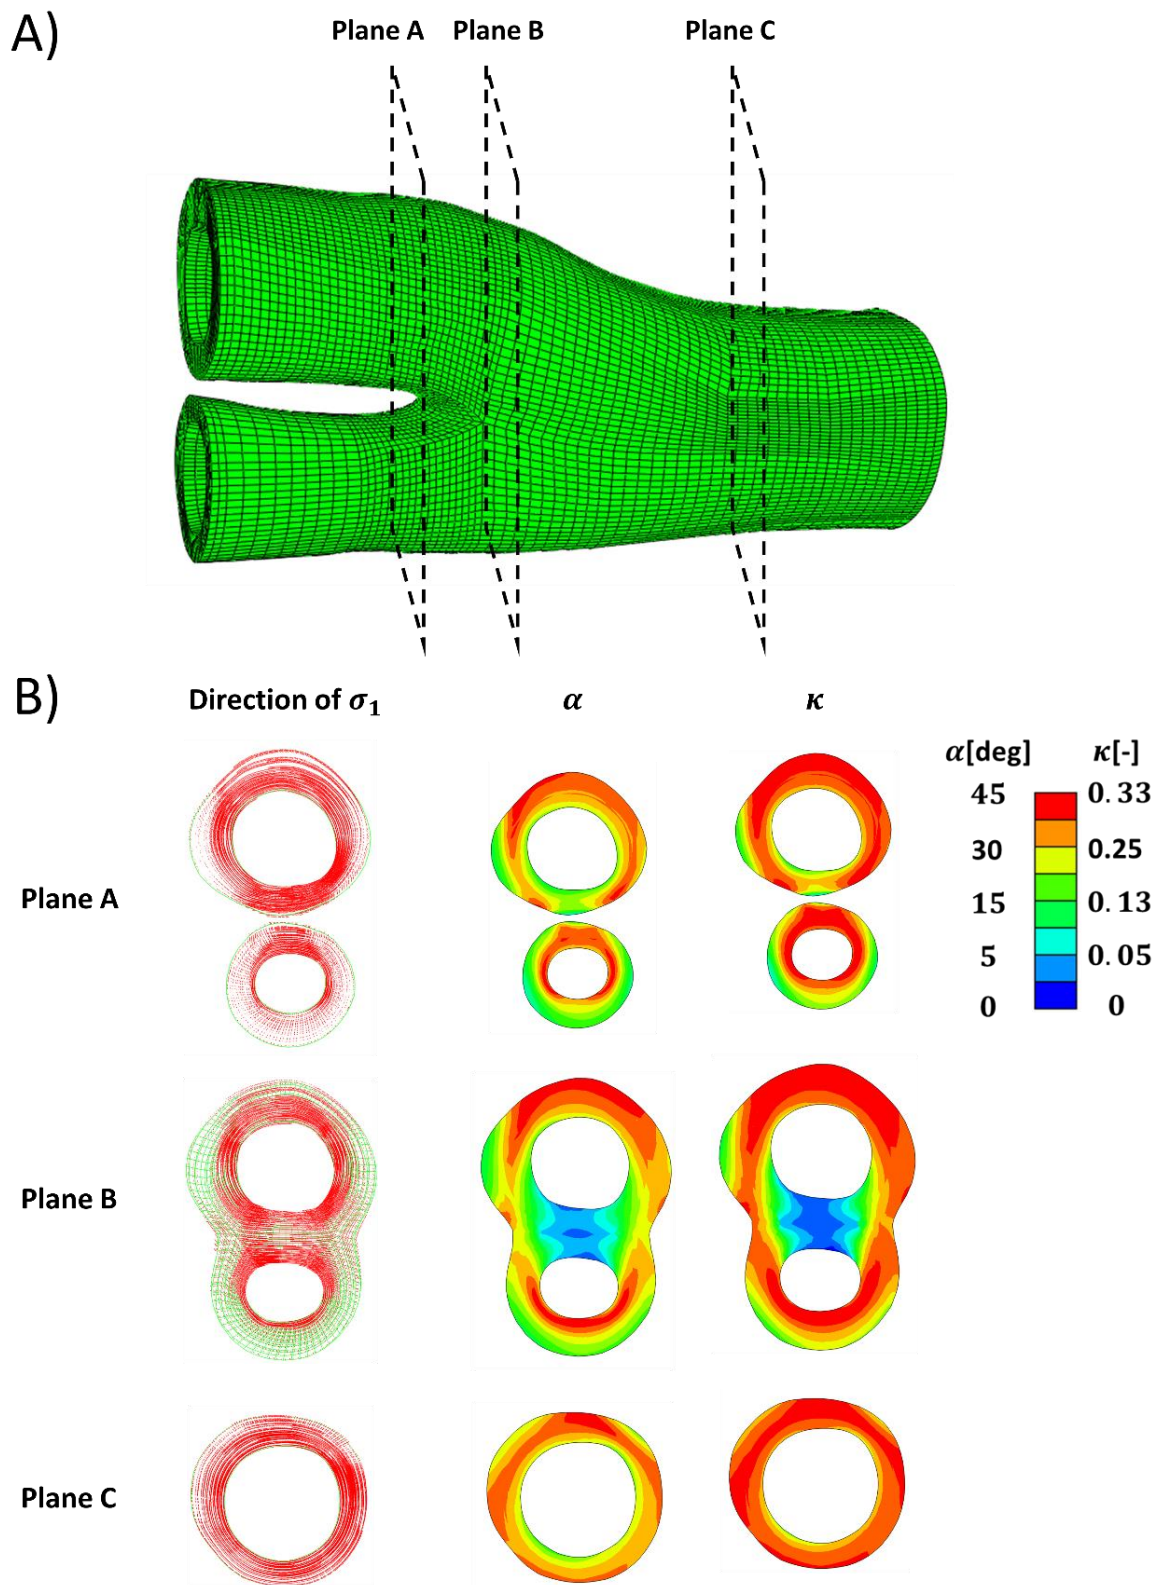 A)
Plane A Plane B Plane C
B)
Direction of σ₁ α κ
α[deg] κ[-]
45 0.33
30 0.25
15 0.13
5 0.05
0 0
Plane A
Plane B
Plane C